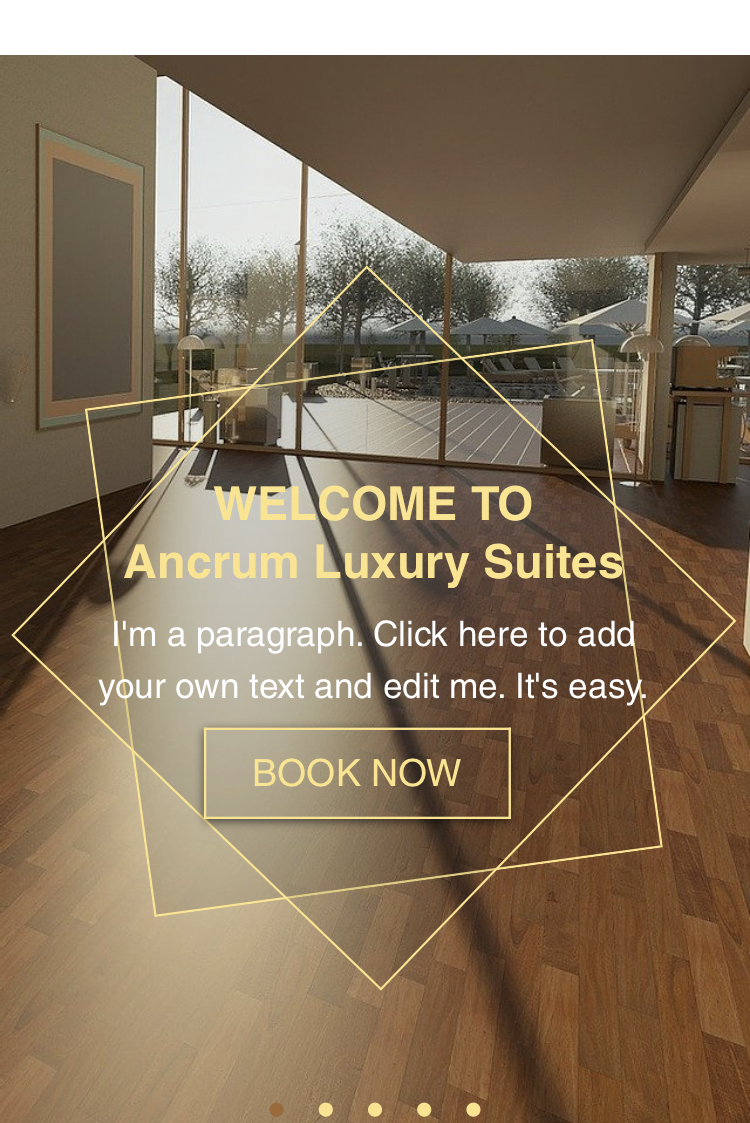 WELCOME TO
Ancrum Luxury Suites
I'm a paragraph. Click here to add
your own text and edit me. It's easy.
BOOK NOW